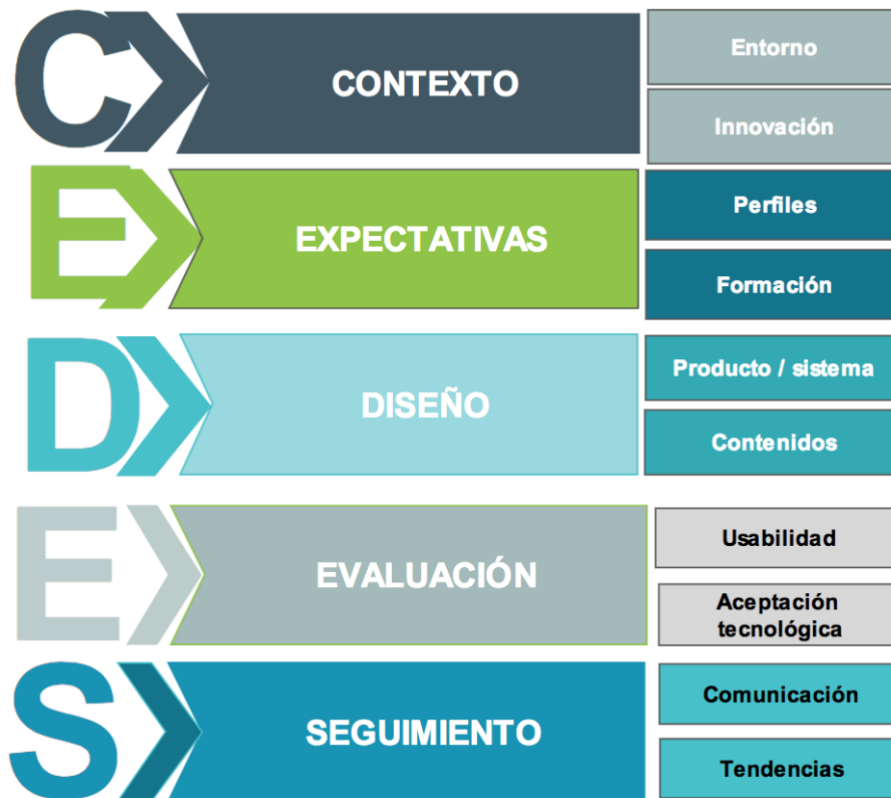 C
CONTEXTO
Entorno
Innovación
E
EXPECTATIVAS
Perfiles
Formación
D
DISEÑO
Producto / sistema
Contenidos
E
EVALUACIÓN
Usabilidad
Aceptación
tecnológica
S
SEGUIMIENTO
Comunicación
Tendencias